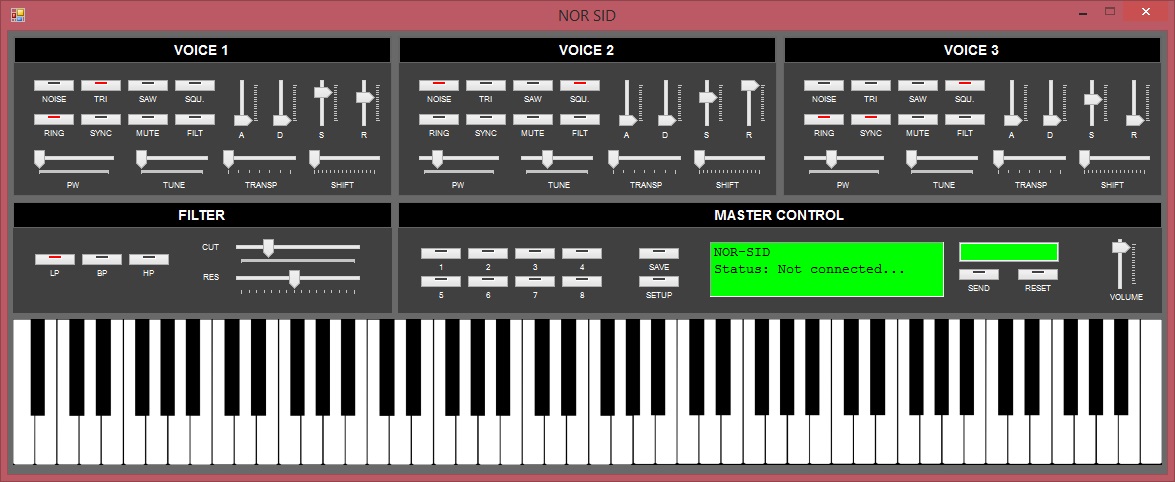 NOR SID
VOICE 1
NOISE TRI SAW SQU.
RING SYNC MUTE FILT
A D S R
PW TUNE TRANSP SHIFT
VOICE 2
NOISE TRI SAW SQU.
RING SYNC MUTE FILT
A D S R
PW TUNE TRANSP SHIFT
VOICE 3
NOISE TRI SAW SQU.
RING SYNC MUTE FILT
A D S R
PW TUNE TRANSP SHIFT
FILTER
LP BP HP
CUT
RES
MASTER CONTROL
1 2 3 4
5 6 7 8
SAVE
SETUP
NOR-SID
Status: Not connected...
SEND RESET
VOLUME